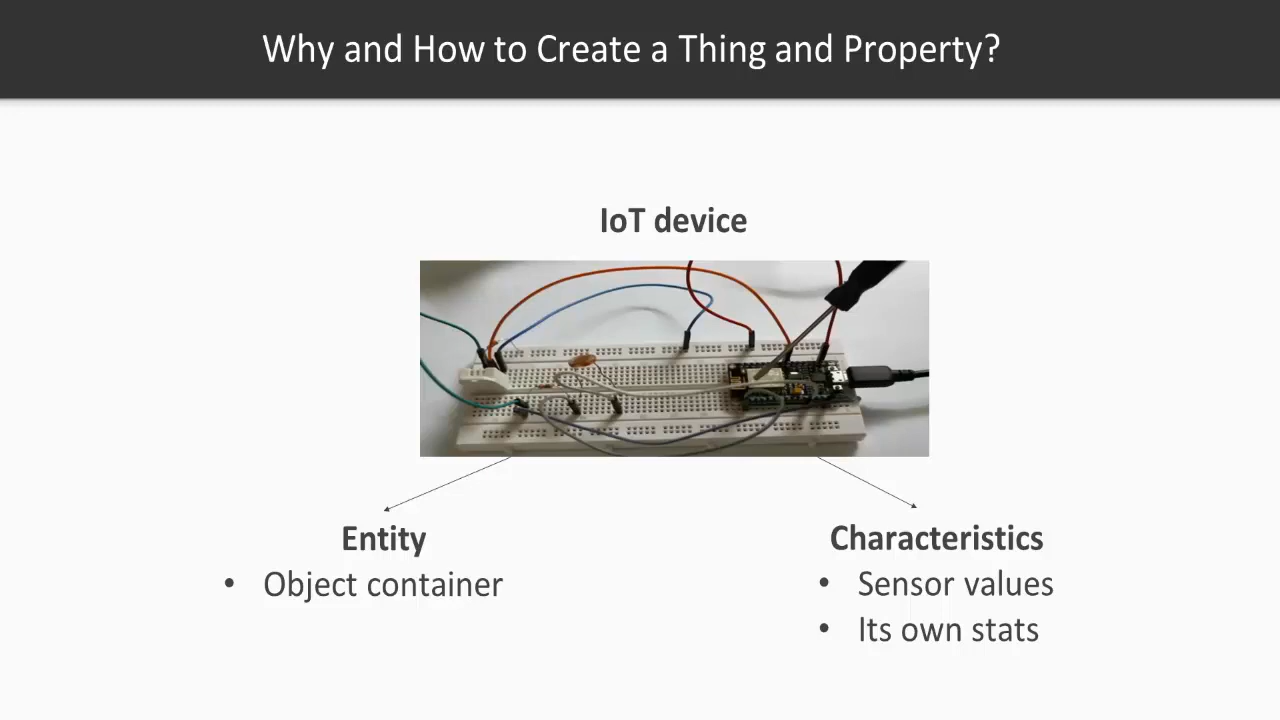 Why and How to Create a Thing and Property?
IoT device
Entity
• Object container
Characteristics
• Sensor values
• Its own stats